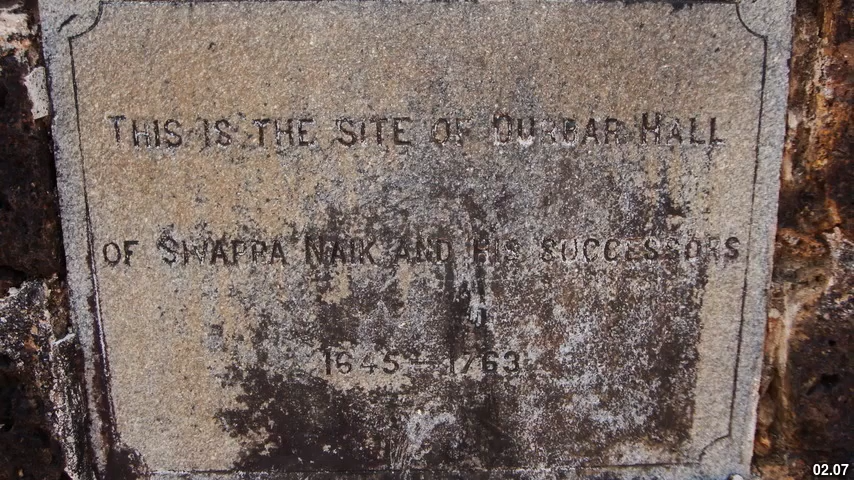 THIS IS THE SITE OF DURBAR HALL
OF SIVAPPA NAIK AND HIS SUCCESSORS
1645 — 1763
02.07